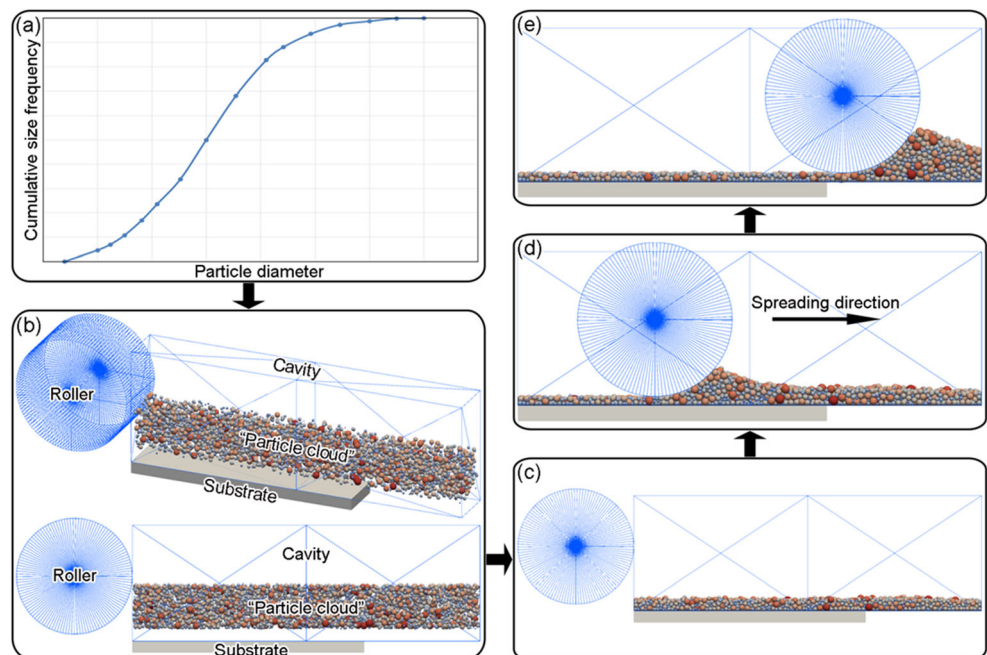 (a)
Cumulative size frequency
Particle diameter
(b)
Roller
Cavity
"Particle cloud"
Substrate
Roller
Cavity
"Particle cloud"
Substrate
(c)
(d)
Spreading direction
(e)